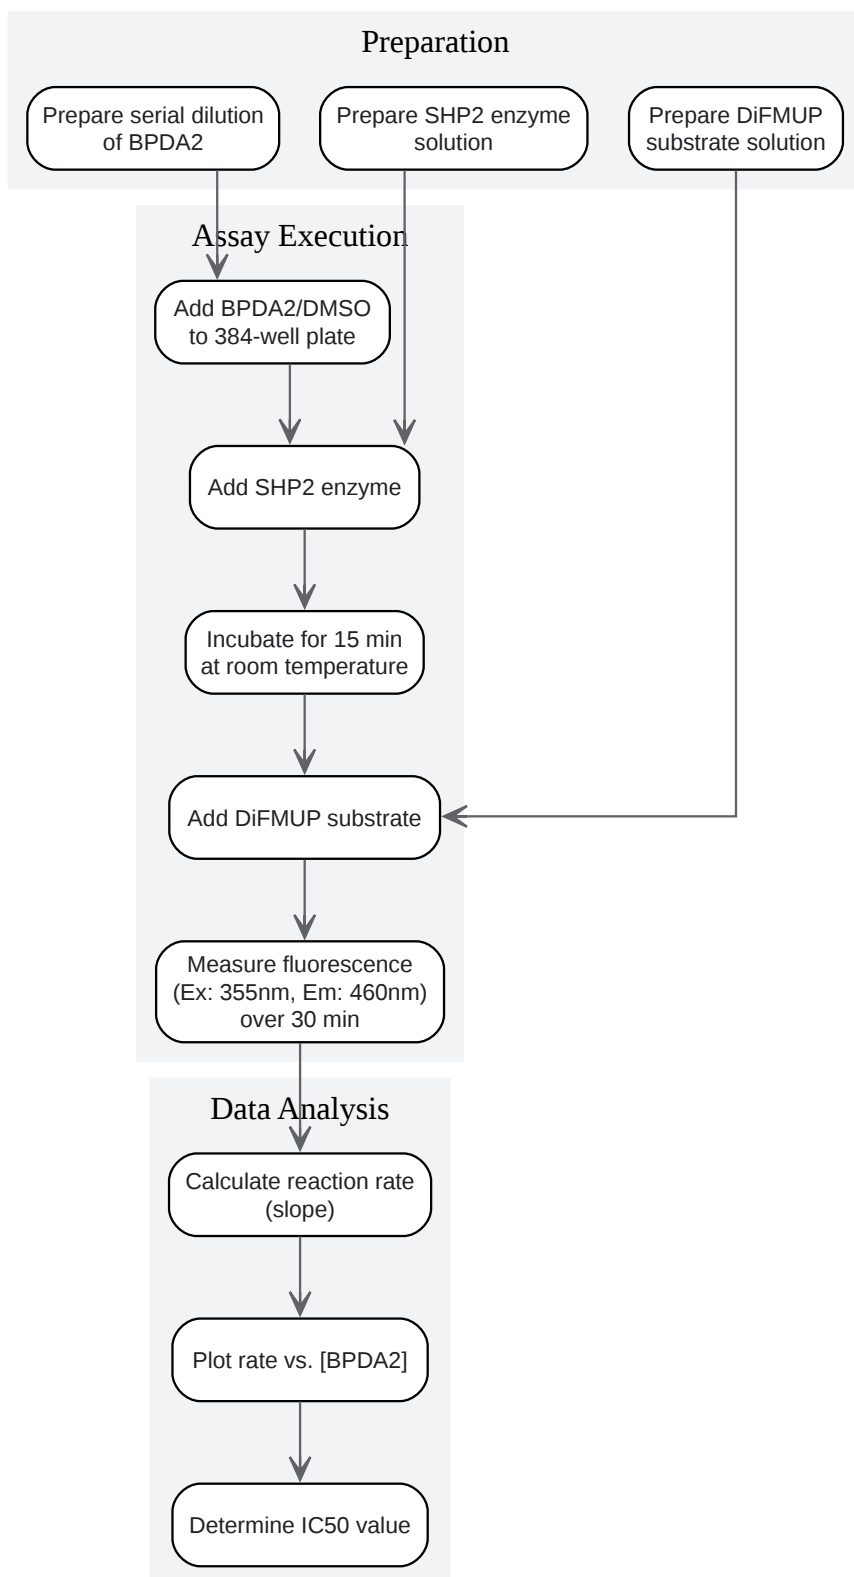 Preparation
Prepare serial dilution
of BPDA2
Prepare SHP2 enzyme
solution
Prepare DiFMUP
substrate solution
Assay Execution
Add BPDA2/DMSO
to 384-well plate
Add SHP2 enzyme
Incubate for 15 min
at room temperature
Add DiFMUP substrate
Measure fluorescence
(Ex: 355nm, Em: 460nm)
over 30 min
Data Analysis
Calculate reaction rate
(slope)
Plot rate vs. [BPDA2]
Determine IC50 value